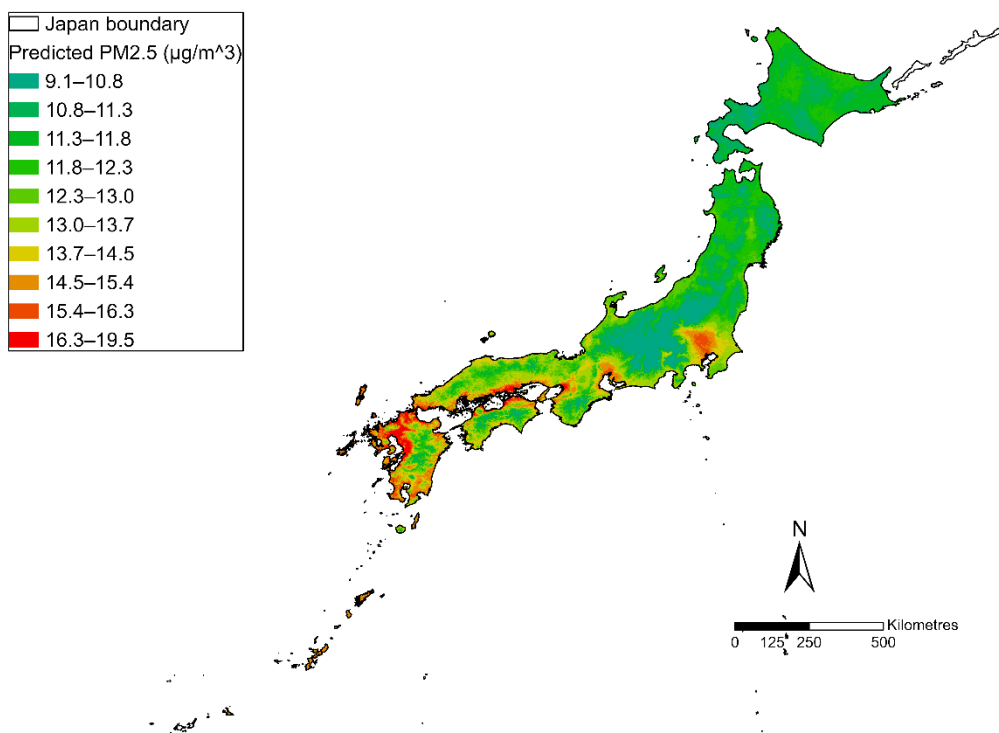 Japan boundary
Predicted PM2.5 (µg/m^3)
9.1–10.8
10.8–11.3
11.3–11.8
11.8–12.3
12.3–13.0
13.0–13.7
13.7–14.5
14.5–15.4
15.4–16.3
16.3–19.5
N
Kilometres
0 125 250 500